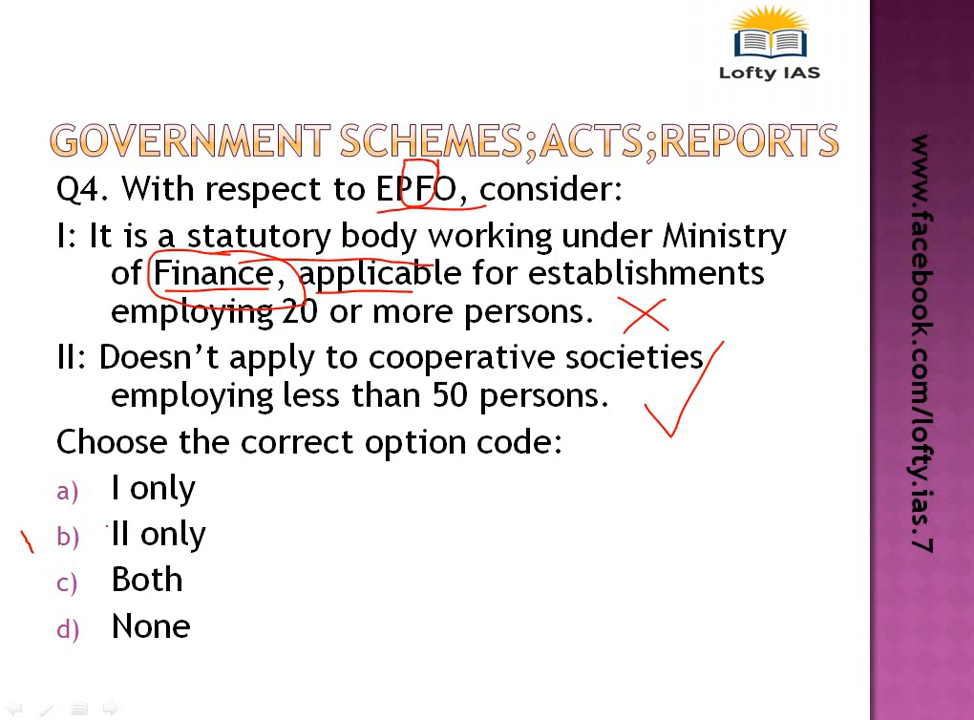 Lofty IAS
GOVERNMENT SCHEMES;ACTS;REPORTS
Q4. With respect to EPFO, consider:
I: It is a statutory body working under Ministry
of Finance, applicable for establishments
employing 20 or more persons.
II: Doesn't apply to cooperative societies
employing less than 50 persons.
Choose the correct option code:
a) I only
b) II only
c) Both
d) None
www.facebook.com/lofty.ias.7